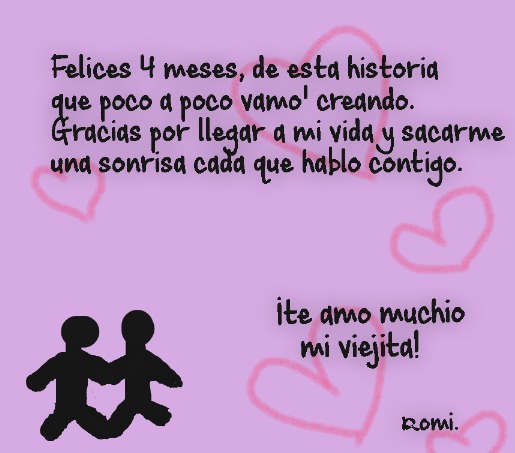 Felices 4 meses, de esta historia
que poco a poco vamo' creando.
Gracias por llegar a mi vida y sacarme
una sonrisa cada que hablo contigo.
¡te amo muchio
mi viejita!
Romi.